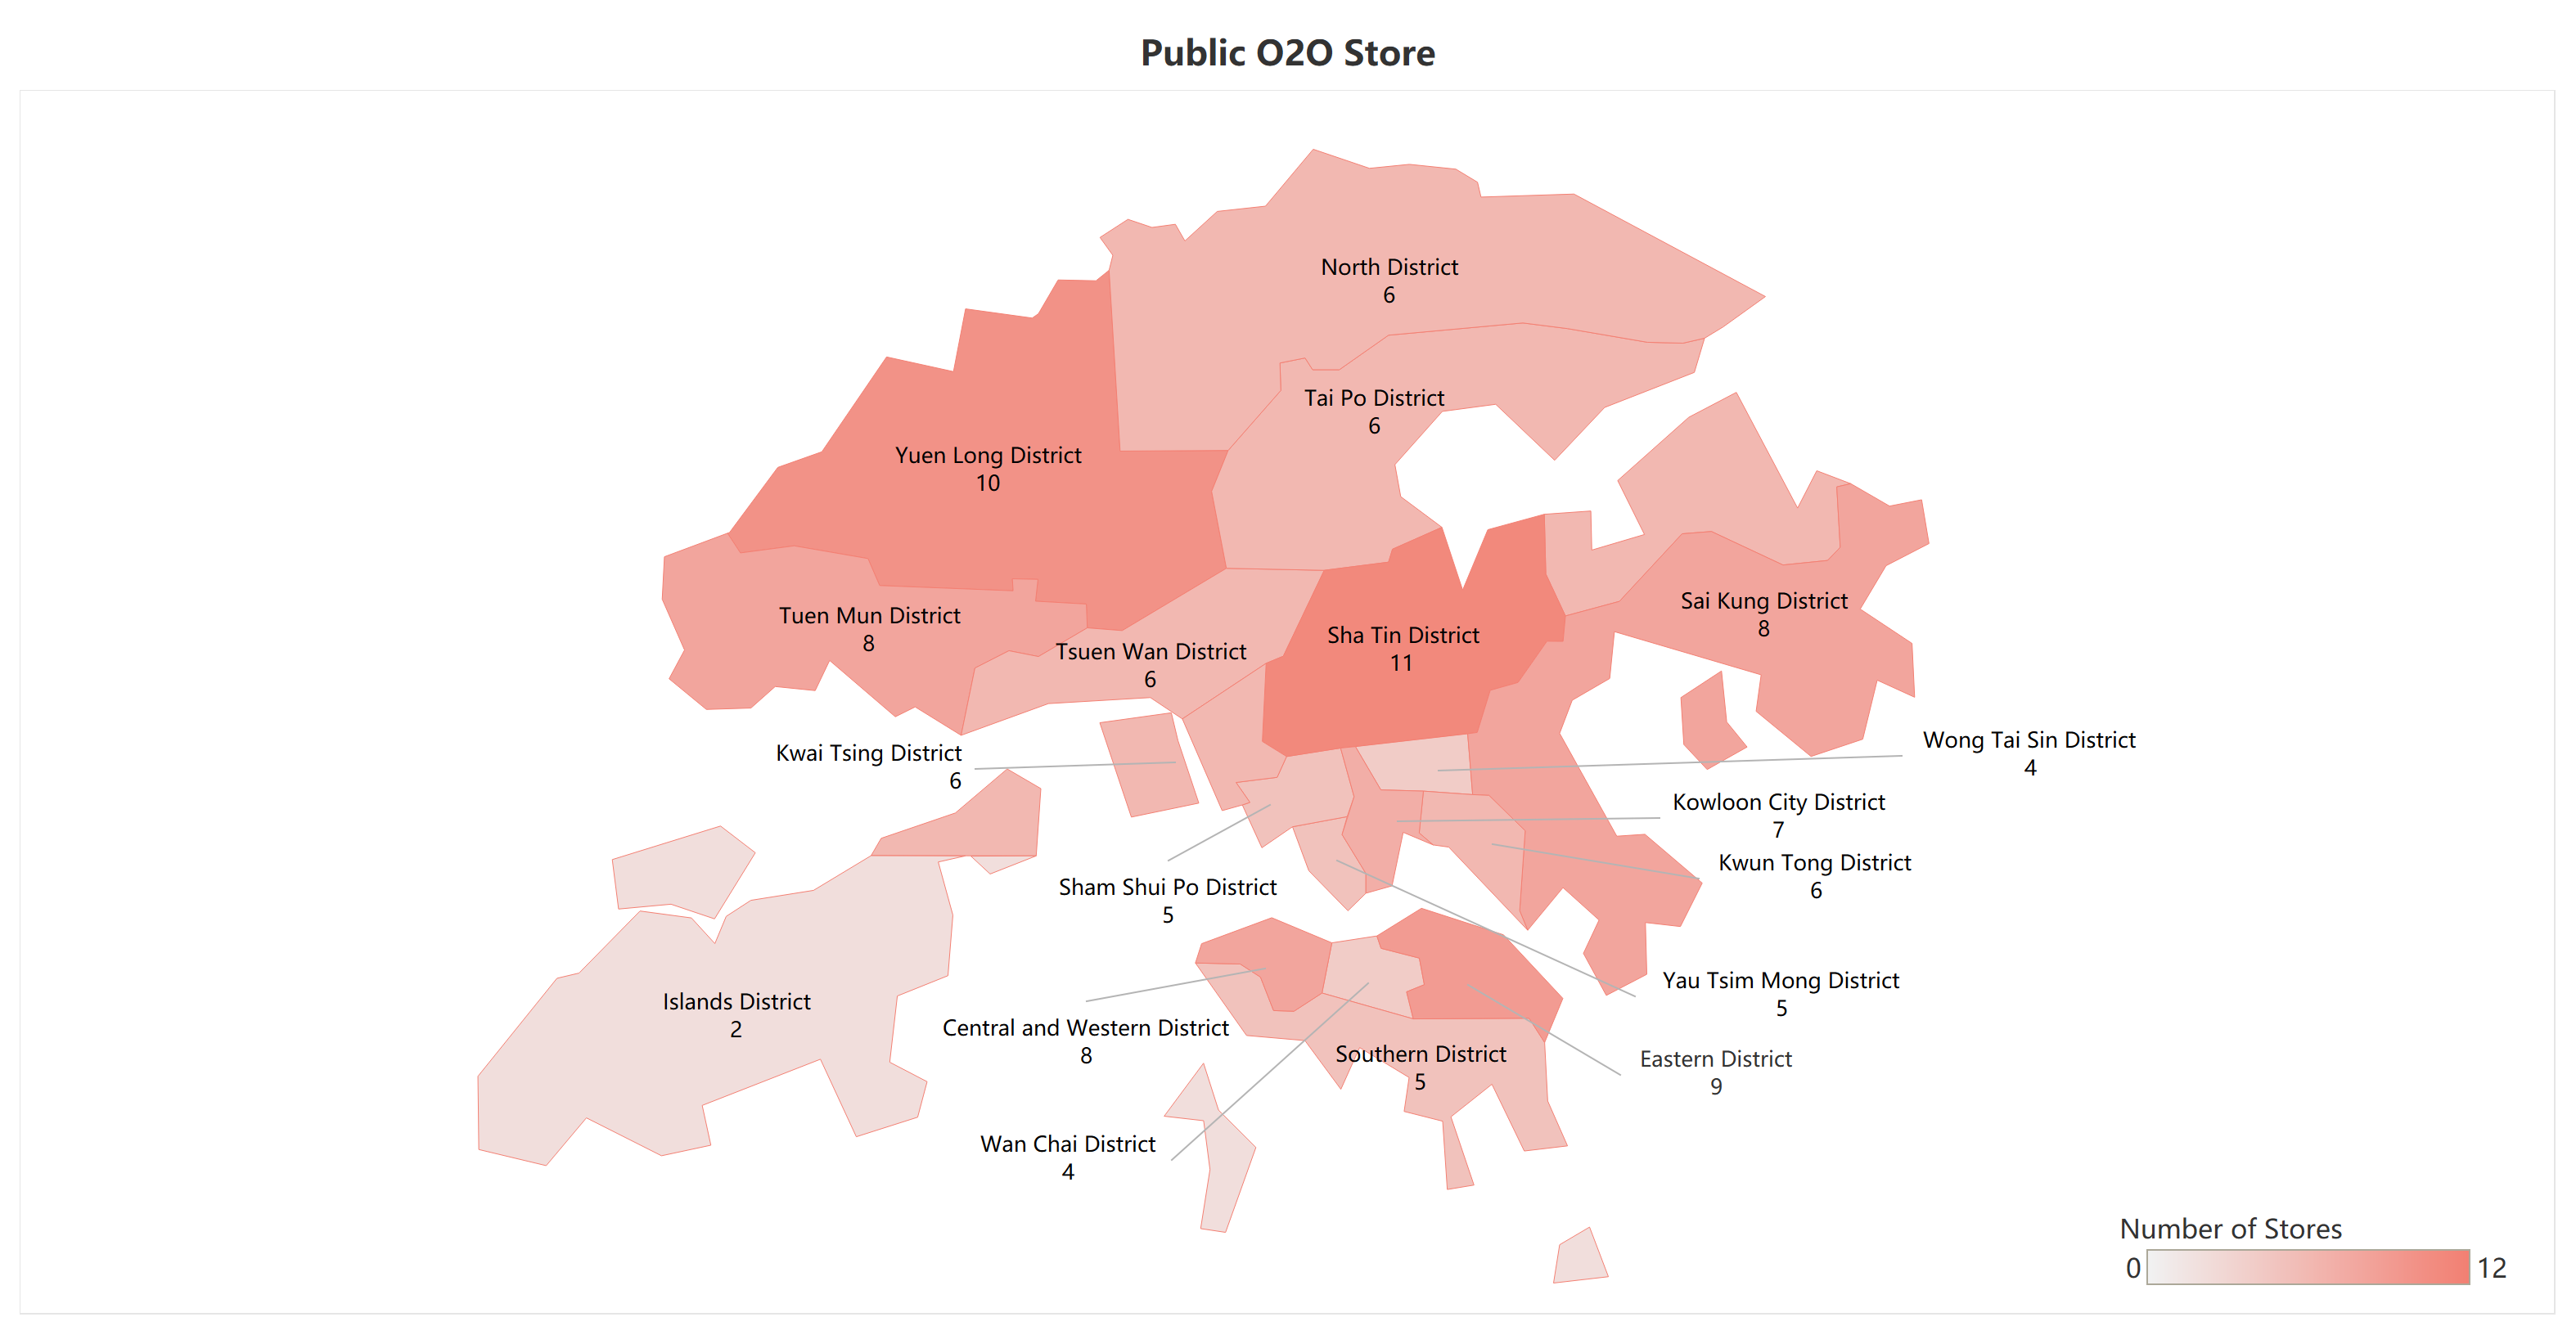 Public O2O Store
North District
6
Tai Po District
6
Yuen Long District
10
Sai Kung District
8
Tuen Mun District
8
Sha Tin District
11
Tsuen Wan District
6
Wong Tai Sin District
4
Kwai Tsing District
6
Kowloon City District
7
Kwun Tong District
6
Sham Shui Po District
5
Yau Tsim Mong District
5
Islands District
2
Central and Western District
8
Southern District
5
Eastern District
9
Wan Chai District
4
Number of Stores
0 12